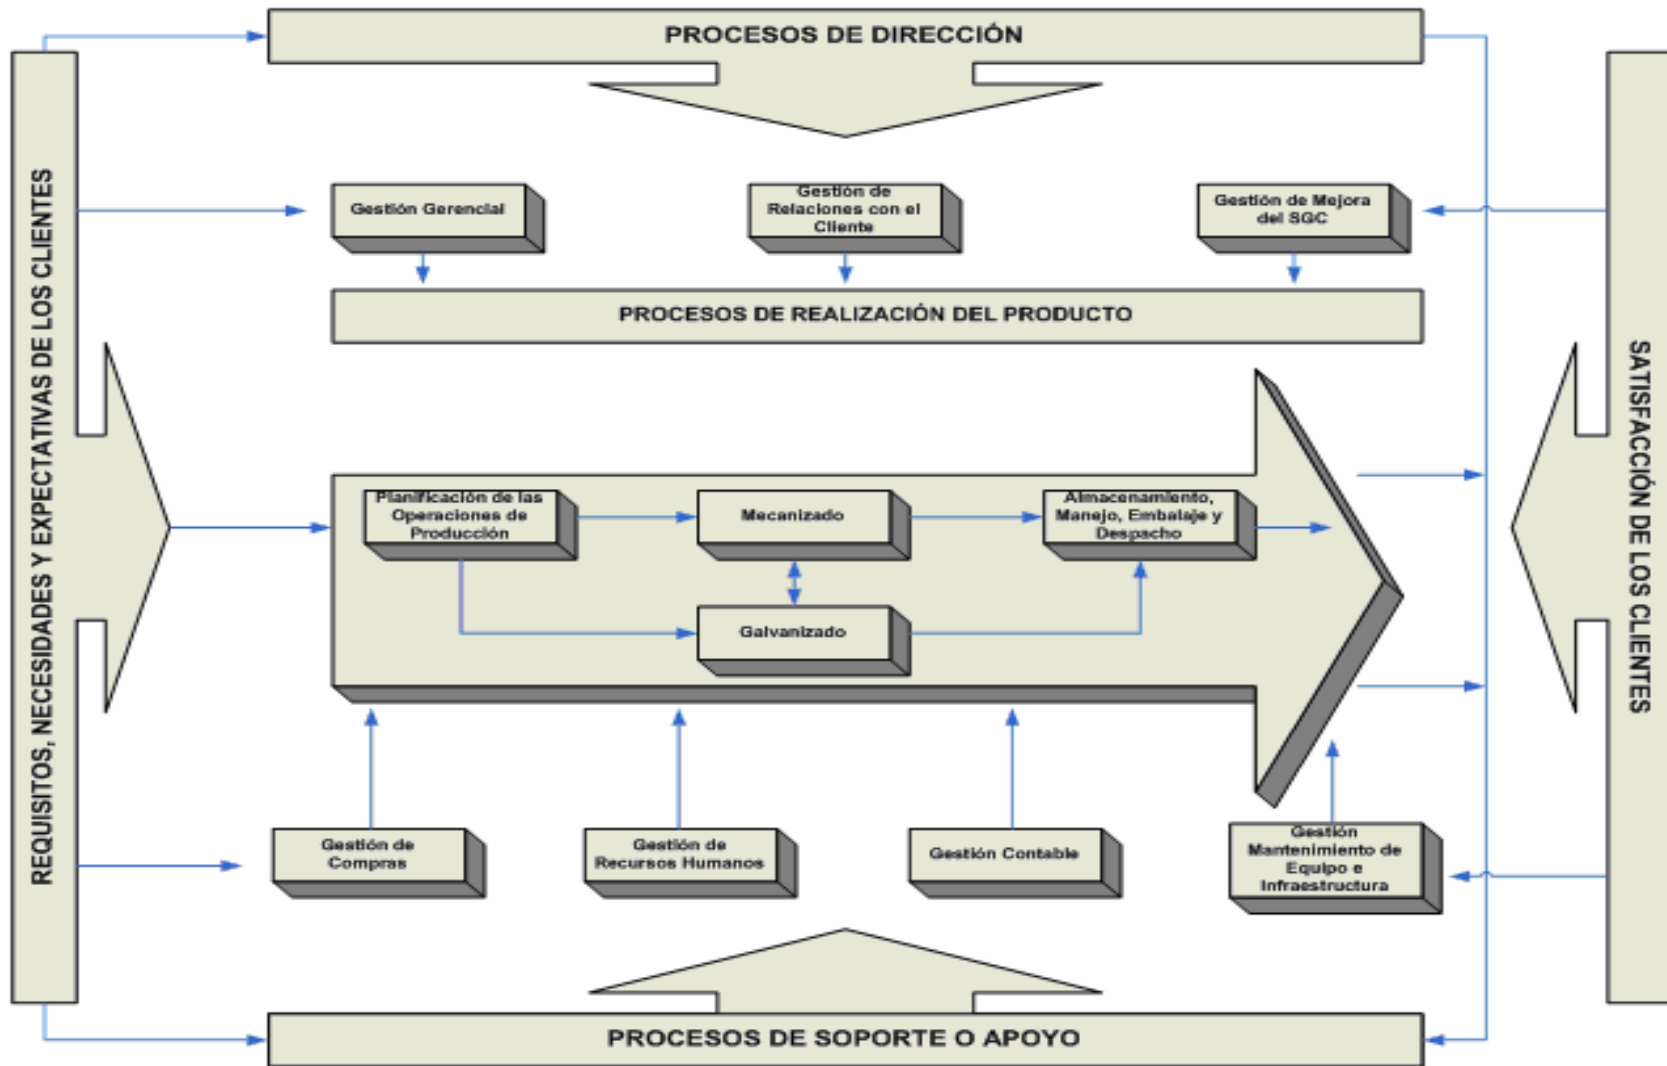 PROCESOS DE DIRECCIÓN
REQUISITOS, NECESIDADES Y EXPECTATIVAS DE LOS CLIENTES
Gestión Gerencial
Gestión de
Relaciones con el
Cliente
Gestión de Mejora
del SGC
PROCESOS DE REALIZACIÓN DEL PRODUCTO
SATISFACCIÓN DE LOS CLIENTES
Planificación de las
Operaciones de
Producción
Mecanizado
Almacenamiento,
Manejo, Embalaje y
Despacho
Galvanizado
Gestión de
Compras
Gestión de
Recursos Humanos
Gestión Contable
Gestión
Mantenimiento de
Equipo e
Infraestructura
PROCESOS DE SOPORTE O APOYO